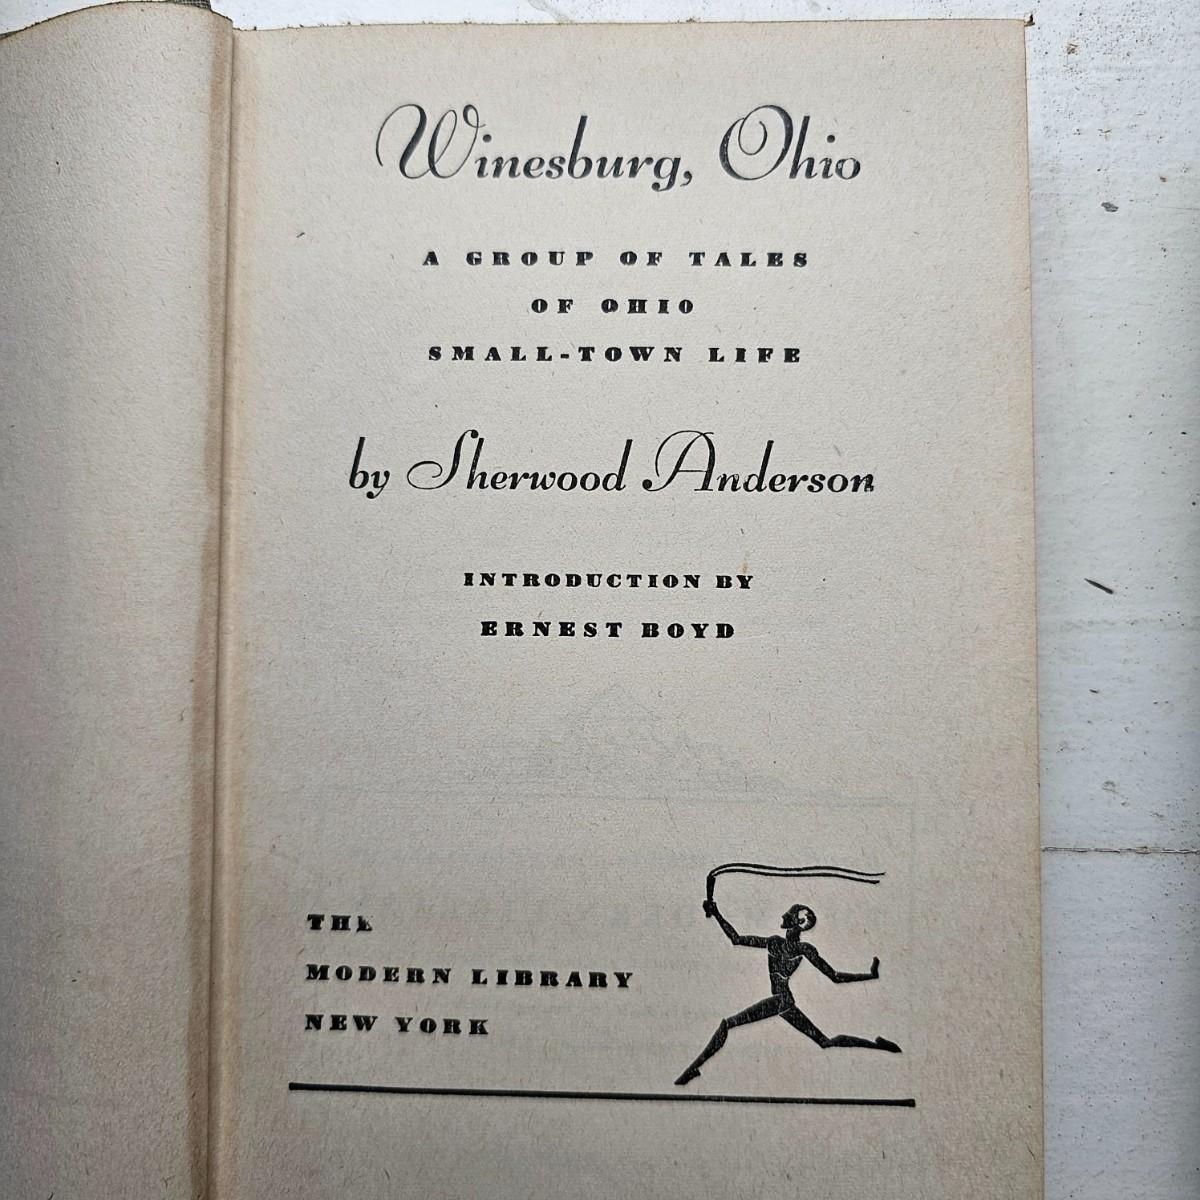 Winesburg, Ohio
A GROUP OF TALES
OF OHIO
SMALL-TOWN LIFE
by Sherwood Anderson
INTRODUCTION BY
ERNEST BOYD
THE
MODERN LIBRARY
NEW YORK